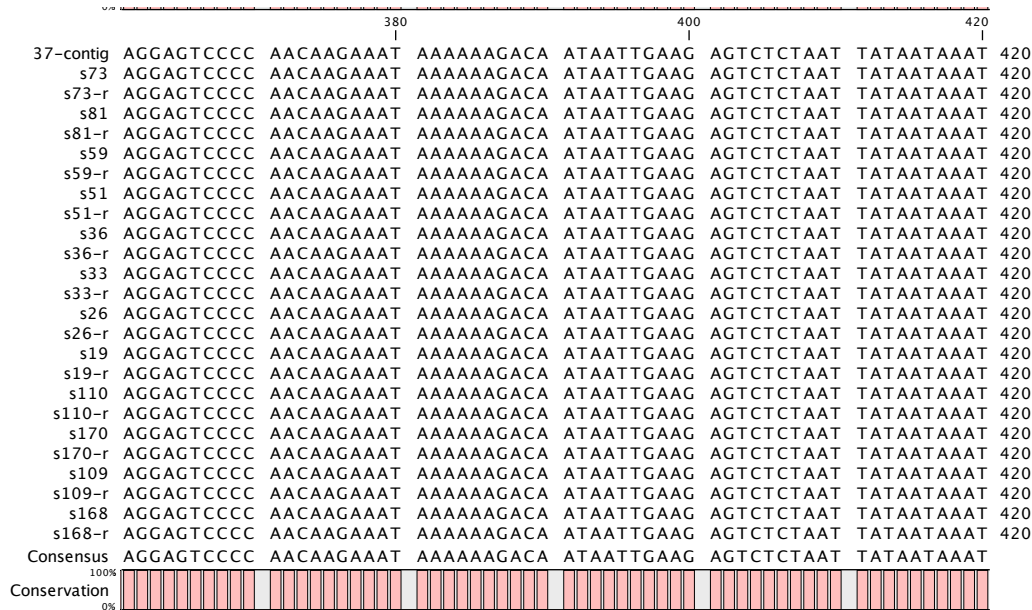 0%
380 400 420
37-contig AGGAGTCCCC AACAAGAAAT AAAAAAGACA ATAATTGAAG AGTCTCTAAT TATAATAAAT 420
s73 AGGAGTCCCC AACAAGAAAT AAAAAAGACA ATAATTGAAG AGTCTCTAAT TATAATAAAT 420
s73-r AGGAGTCCCC AACAAGAAAT AAAAAAGACA ATAATTGAAG AGTCTCTAAT TATAATAAAT 420
s81 AGGAGTCCCC AACAAGAAAT AAAAAAGACA ATAATTGAAG AGTCTCTAAT TATAATAAAT 420
s81-r AGGAGTCCCC AACAAGAAAT AAAAAAGACA ATAATTGAAG AGTCTCTAAT TATAATAAAT 420
s59 AGGAGTCCCC AACAAGAAAT AAAAAAGACA ATAATTGAAG AGTCTCTAAT TATAATAAAT 420
s59-r AGGAGTCCCC AACAAGAAAT AAAAAAGACA ATAATTGAAG AGTCTCTAAT TATAATAAAT 420
s51 AGGAGTCCCC AACAAGAAAT AAAAAAGACA ATAATTGAAG AGTCTCTAAT TATAATAAAT 420
s51-r AGGAGTCCCC AACAAGAAAT AAAAAAGACA ATAATTGAAG AGTCTCTAAT TATAATAAAT 420
s36 AGGAGTCCCC AACAAGAAAT AAAAAAGACA ATAATTGAAG AGTCTCTAAT TATAATAAAT 420
s36-r AGGAGTCCCC AACAAGAAAT AAAAAAGACA ATAATTGAAG AGTCTCTAAT TATAATAAAT 420
s33 AGGAGTCCCC AACAAGAAAT AAAAAAGACA ATAATTGAAG AGTCTCTAAT TATAATAAAT 420
s33-r AGGAGTCCCC AACAAGAAAT AAAAAAGACA ATAATTGAAG AGTCTCTAAT TATAATAAAT 420
s26 AGGAGTCCCC AACAAGAAAT AAAAAAGACA ATAATTGAAG AGTCTCTAAT TATAATAAAT 420
s26-r AGGAGTCCCC AACAAGAAAT AAAAAAGACA ATAATTGAAG AGTCTCTAAT TATAATAAAT 420
s19 AGGAGTCCCC AACAAGAAAT AAAAAAGACA ATAATTGAAG AGTCTCTAAT TATAATAAAT 420
s19-r AGGAGTCCCC AACAAGAAAT AAAAAAGACA ATAATTGAAG AGTCTCTAAT TATAATAAAT 420
s110 AGGAGTCCCC AACAAGAAAT AAAAAAGACA ATAATTGAAG AGTCTCTAAT TATAATAAAT 420
s110-r AGGAGTCCCC AACAAGAAAT AAAAAAGACA ATAATTGAAG AGTCTCTAAT TATAATAAAT 420
s170 AGGAGTCCCC AACAAGAAAT AAAAAAGACA ATAATTGAAG AGTCTCTAAT TATAATAAAT 420
s170-r AGGAGTCCCC AACAAGAAAT AAAAAAGACA ATAATTGAAG AGTCTCTAAT TATAATAAAT 420
s109 AGGAGTCCCC AACAAGAAAT AAAAAAGACA ATAATTGAAG AGTCTCTAAT TATAATAAAT 420
s109-r AGGAGTCCCC AACAAGAAAT AAAAAAGACA ATAATTGAAG AGTCTCTAAT TATAATAAAT 420
s168 AGGAGTCCCC AACAAGAAAT AAAAAAGACA ATAATTGAAG AGTCTCTAAT TATAATAAAT 420
s168-r AGGAGTCCCC AACAAGAAAT AAAAAAGACA ATAATTGAAG AGTCTCTAAT TATAATAAAT 420
Consensus AGGAGTCCCC AACAAGAAAT AAAAAAGACA ATAATTGAAG AGTCTCTAAT TATAATAAAT
100%
Conservation
0%